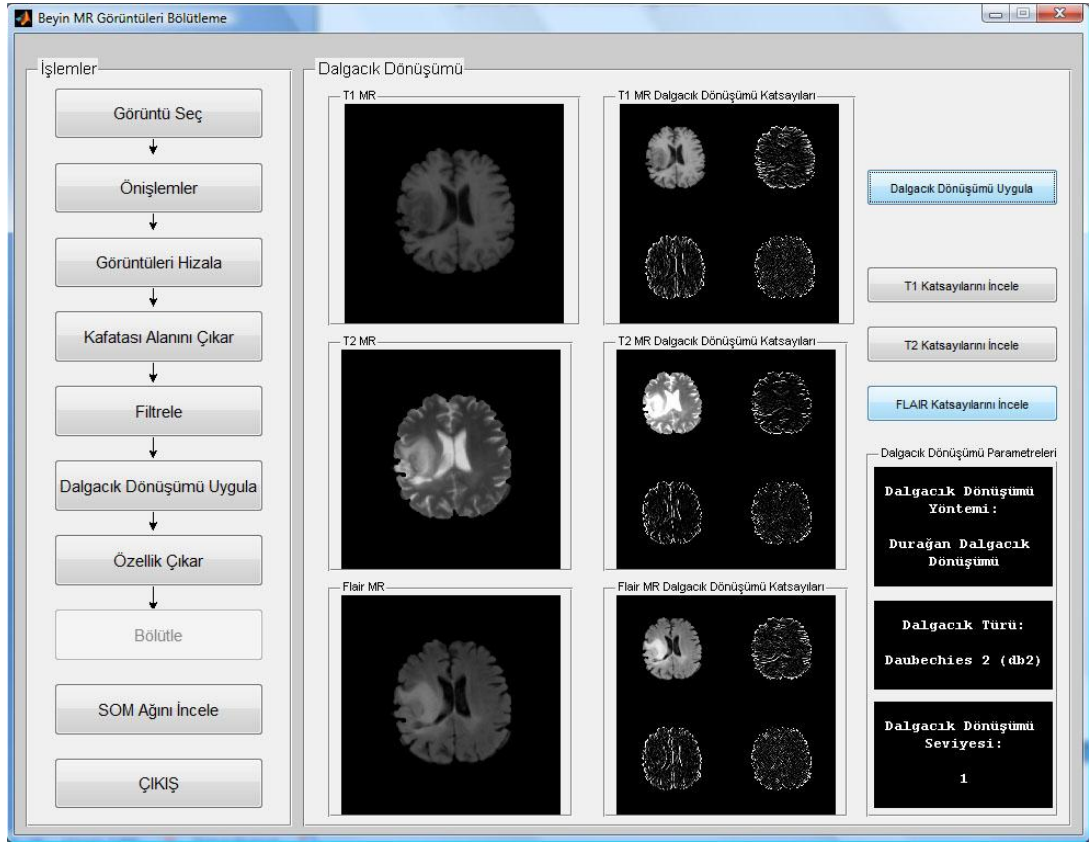 Beyin MR Görüntüleri Bölütleme
İşlemler
Görüntü Seç
Önişlemler
Görüntüleri Hizala
Kafatası Alanını Çıkar
Filtrele
Dalgacık Dönüşümü Uygula
Özellik Çıkar
Bölütle
SOM Ağını İncele
ÇIKIŞ
Dalgacık Dönüşümü
T1 MR
T1 MR Dalgacık Dönüşümü Katsayıları
T2 MR
T2 MR Dalgacık Dönüşümü Katsayıları
Flair MR
Flair MR Dalgacık Dönüşümü Katsayıları
Dalgacık Dönüşümü Uygula
T1 Katsayılarını İncele
T2 Katsayılarını İncele
FLAIR Katsayılarını İncele
Dalgacık Dönüşümü Parametreleri
Dalgacık Dönüşümü
Yöntemi:
Durağan Dalgacık
Dönüşümü
Dalgacık Türü:
Daubechies 2 (db2)
Dalgacık Dönüşümü
Seviyesi:
1